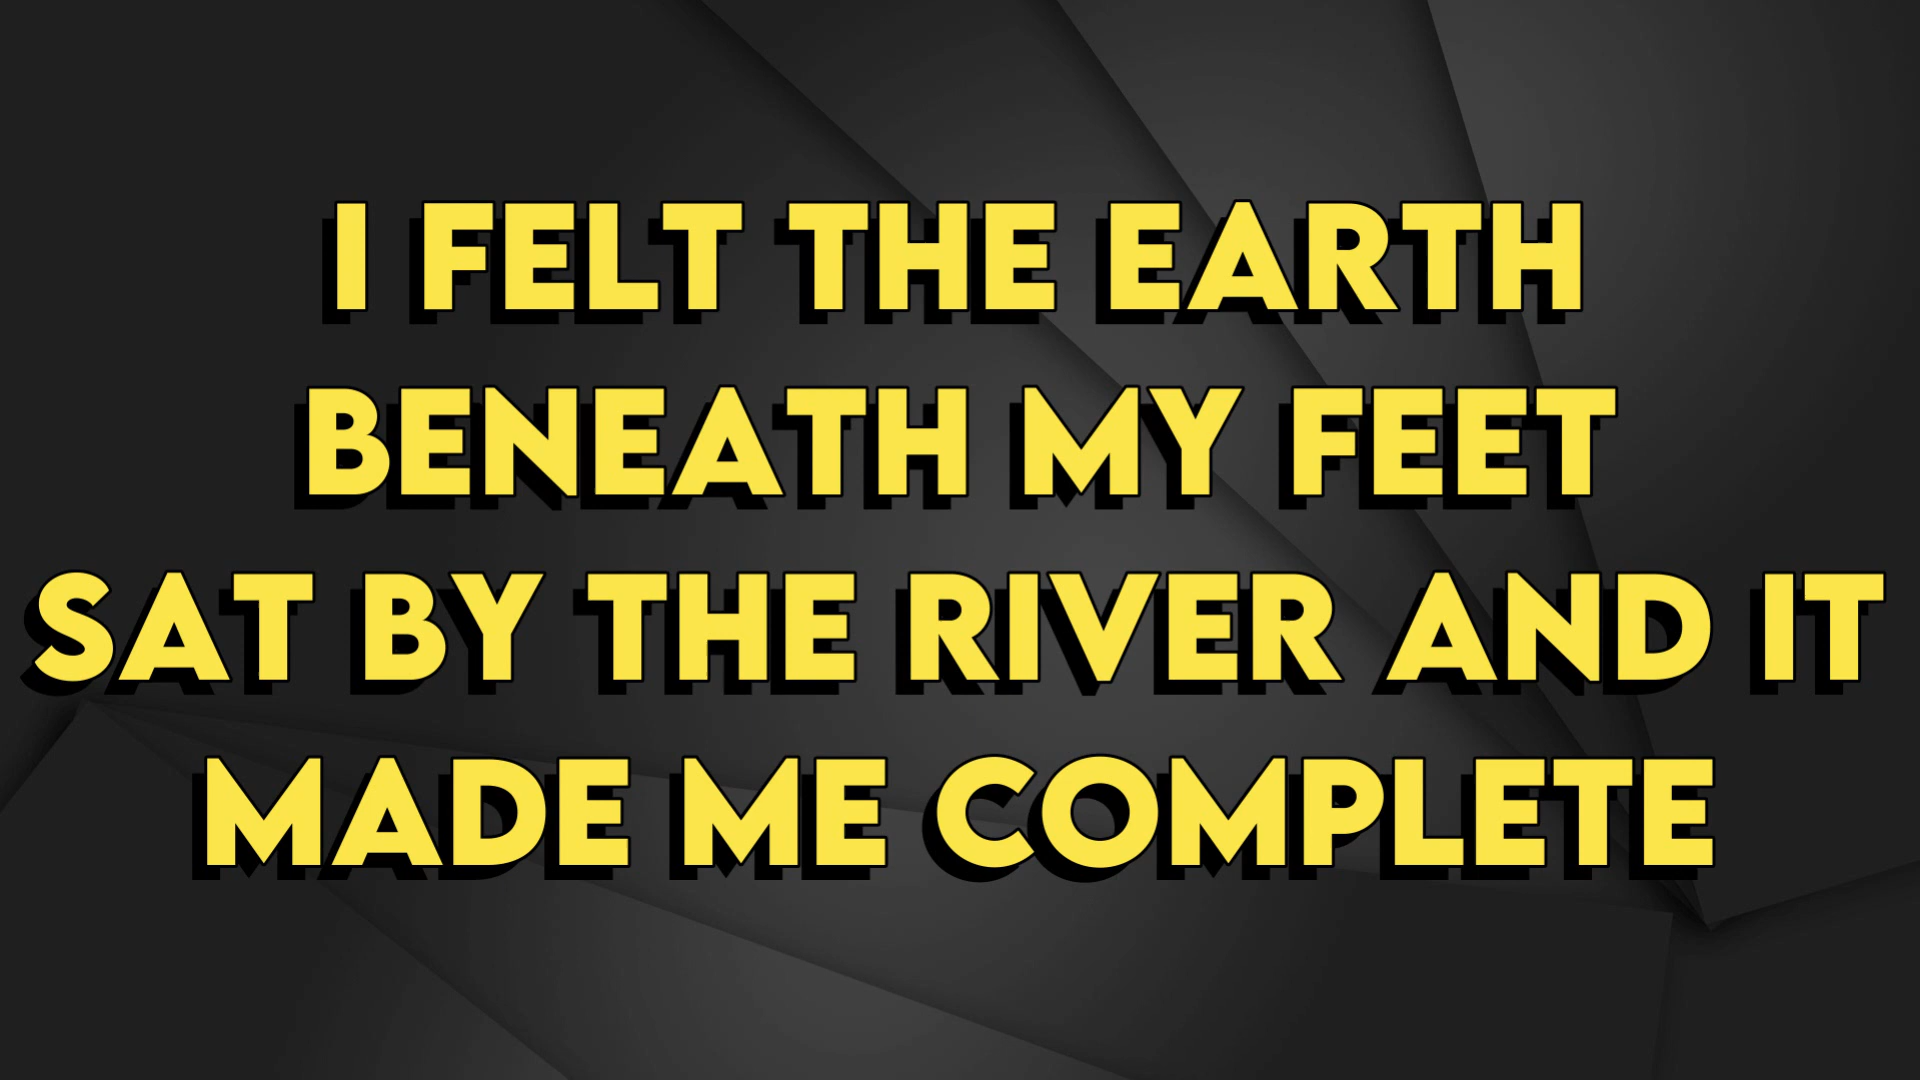 I FELT THE EARTH
BENEATH MY FEET
SAT BY THE RIVER AND IT
MADE ME COMPLETE